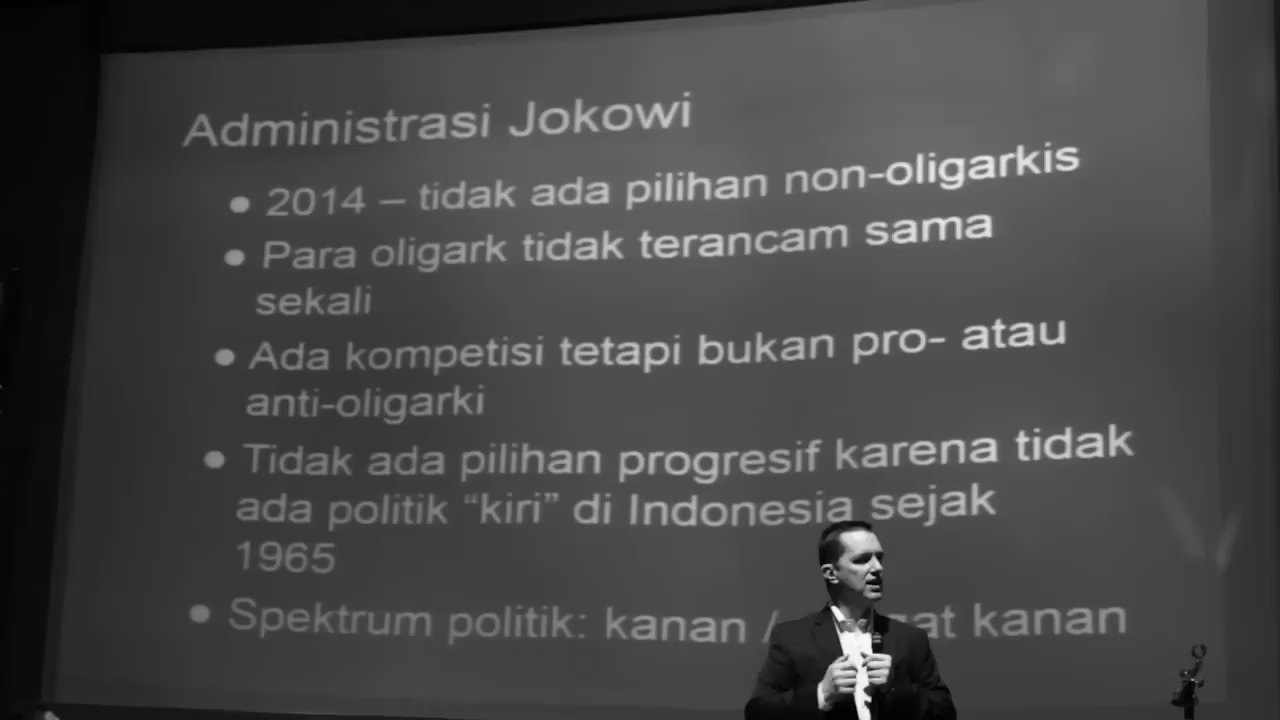 Administrasi Jokowi
• 2014 – tidak ada pilihan non-oligarkis
• Para oligark tidak terancam sama
sekali
• Ada kompetisi tetapi bukan pro- atau
anti-oligarki
• Tidak ada pilihan progresif karena tidak
ada politik “kiri” di Indonesia sejak
1965
• Spektrum politik: kanan / kanan